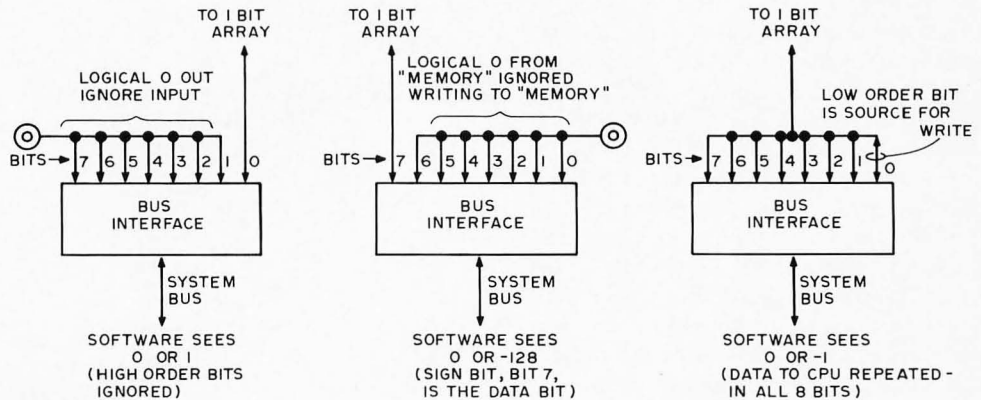 TO 1 BIT
ARRAY
LOGICAL 0 OUT
IGNORE INPUT
BITS
7 6 5 4 3 2 1 0
BUS
INTERFACE
SYSTEM
BUS
SOFTWARE SEES
0 OR 1
(HIGH ORDER BITS
IGNORED)
TO 1 BIT
ARRAY
LOGICAL 0 FROM
"MEMORY" IGNORED
WRITING TO "MEMORY"
BITS
7 6 5 4 3 2 1 0
BUS
INTERFACE
SYSTEM
BUS
SOFTWARE SEES
0 OR -128
(SIGN BIT, BIT 7,
IS THE DATA BIT)
TO 1 BIT
ARRAY
LOW ORDER BIT
IS SOURCE FOR
WRITE
BITS
7 6 5 4 3 2 1 0
BUS
INTERFACE
SYSTEM
BUS
SOFTWARE SEES
0 OR -1
(DATA TO CPU REPEATED -
IN ALL 8 BITS)